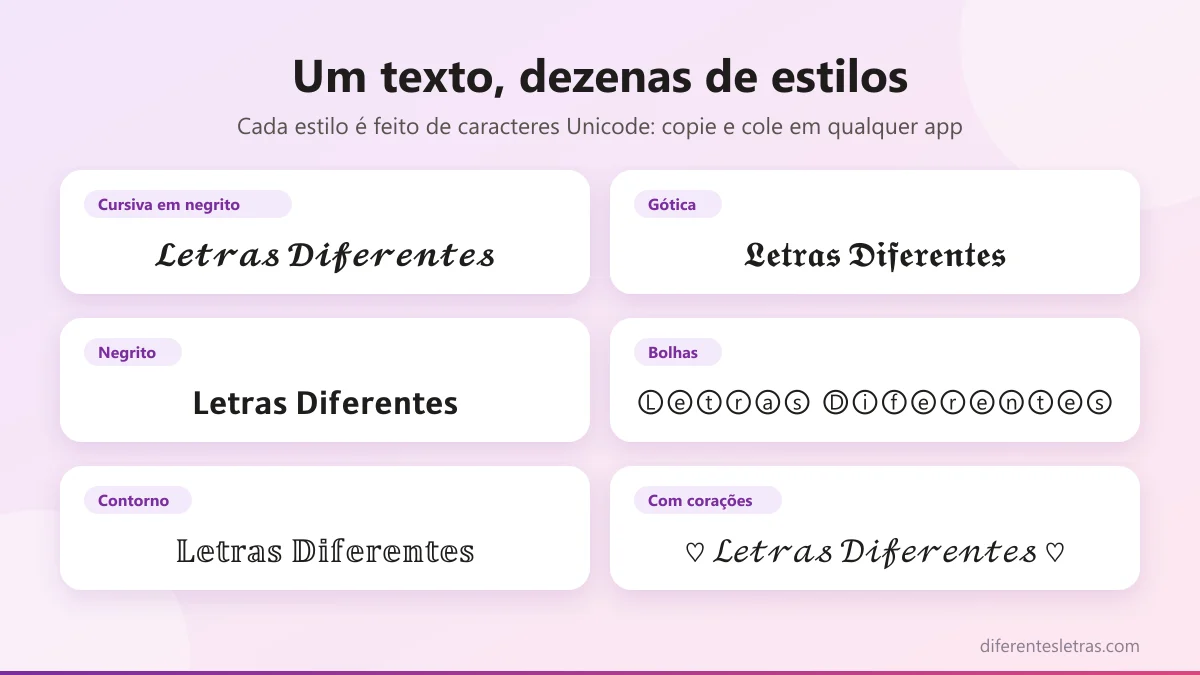 Um texto, dezenas de estilos
Cada estilo é feito de caracteres Unicode: copie e cole em qualquer app
Cursiva em negrito
𝓛𝓮𝓽𝓻𝓪𝓼 𝓓𝓲𝓯𝓮𝓻𝓮𝓷𝓽𝓮𝓼
Gótica
𝕷𝖊𝖙𝖗𝖆𝖘 𝕯𝖎𝖋𝖊𝖗𝖊𝖓𝖙𝖊𝖘
Negrito
𝗟𝗲𝘁𝗿𝗮𝘀 𝗗𝗶𝗳𝗲𝗿𝗲𝗻𝘁𝗲𝘀
Bolhas
Ⓛⓔⓣⓡⓐⓢ Ⓓⓘⓕⓔⓡⓔⓝⓣⓔⓢ
Contorno
𝕃𝕖𝕥𝕣𝕒𝕤 𝔻𝕚𝕗𝕖𝕣𝕖𝕟𝕥𝕖𝕤
Com corações
♡ 𝓛𝑒𝓉𝓇𝒶𝓈 𝒟𝒾𝒻𝑒𝓇𝑒𝓃𝓉𝑒𝓈 ♡
diferentesletras.com